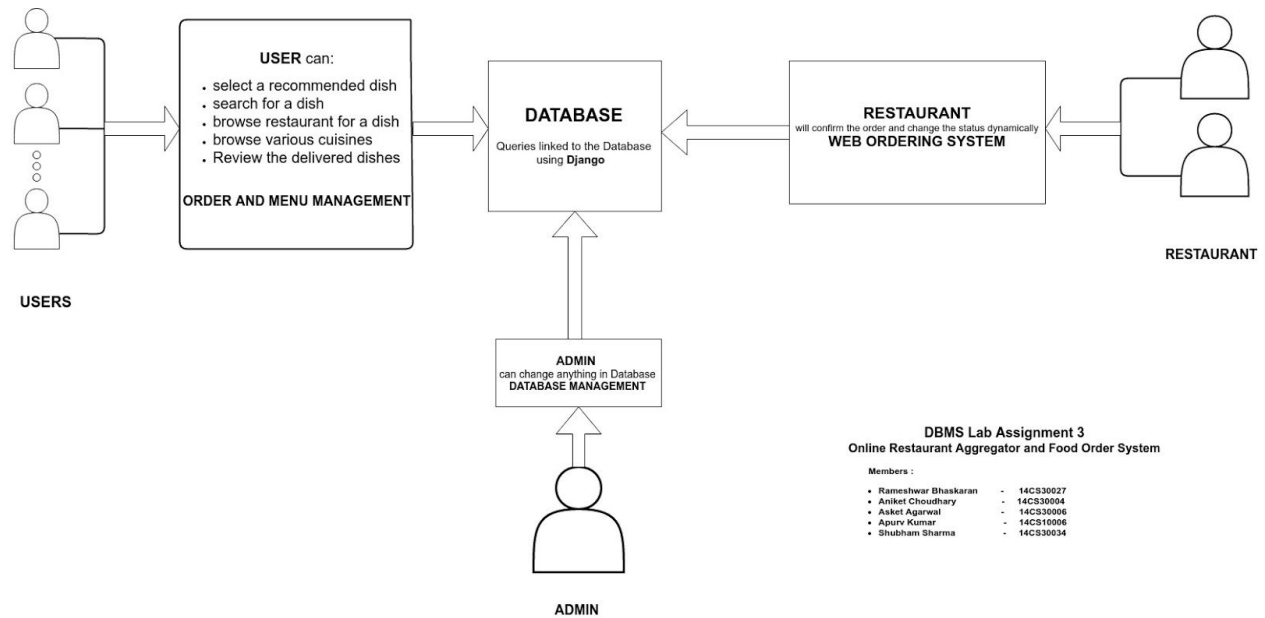 USER can:
• select a recommended dish
• search for a dish
• browse restaurant for a dish
• browse various cuisines
• Review the delivered dishes
ORDER AND MENU MANAGEMENT
USERS
DATABASE
Queries linked to the Database
using Django
RESTAURANT
will confirm the order and change the status dynamically
WEB ORDERING SYSTEM
RESTAURANT
ADMIN
can change anything in Database
DATABASE MANAGEMENT
ADMIN
DBMS Lab Assignment 3
Online Restaurant Aggregator and Food Order System
Members :
• Rameshwar Bhaskaran - 14CS30027
• Aniket Choudhary - 14CS30004
• Asket Agarwal - 14CS30006
• Apurv Kumar - 14CS10006
• Shubham Sharma - 14CS30034